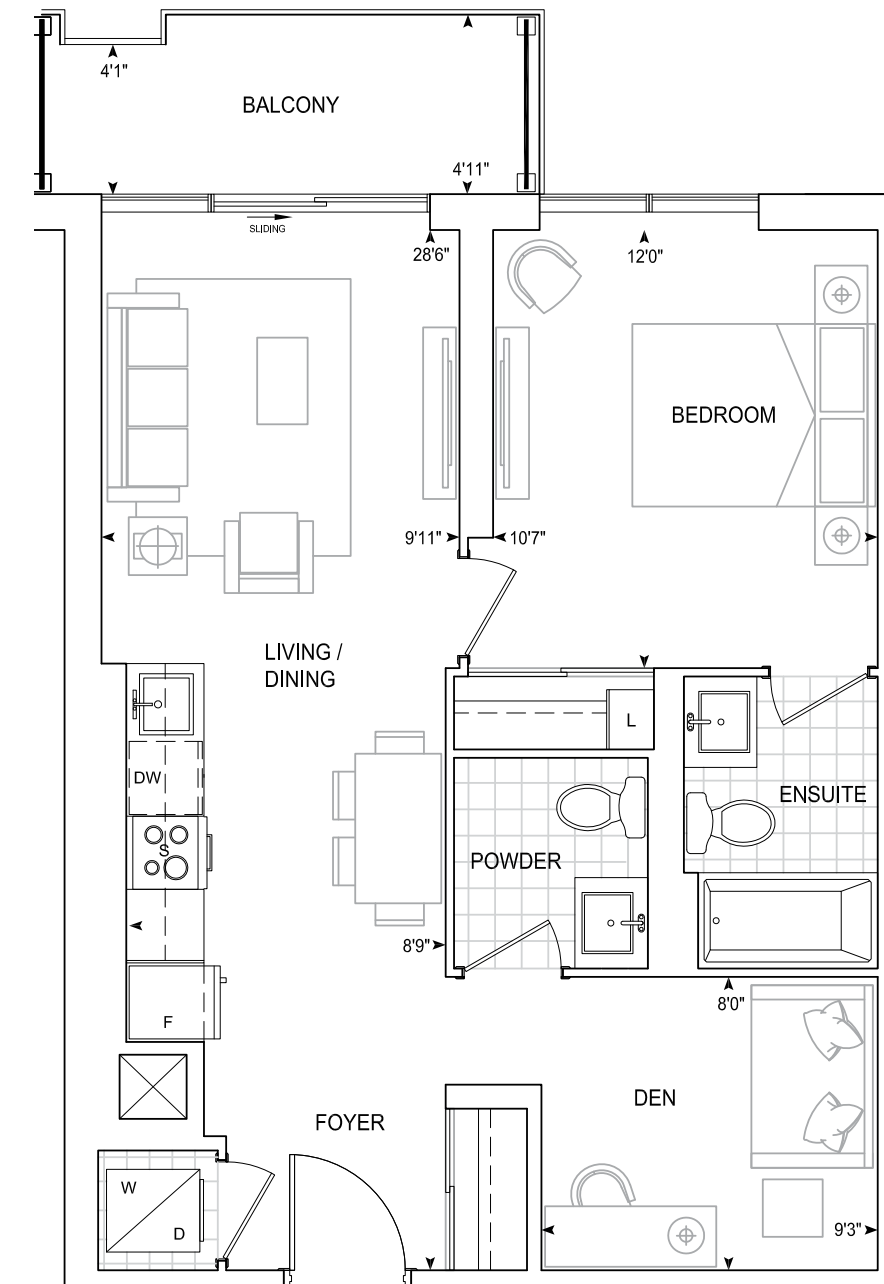 4'1"
BALCONY
4'11"
SLIDING
28'6"
12'0"
BEDROOM
9'11"
10'7"
LIVING /
DINING
L
DW
ENSUITE
S
POWDER
8'9"
8'0"
F
DEN
FOYER
W
D
9'3"